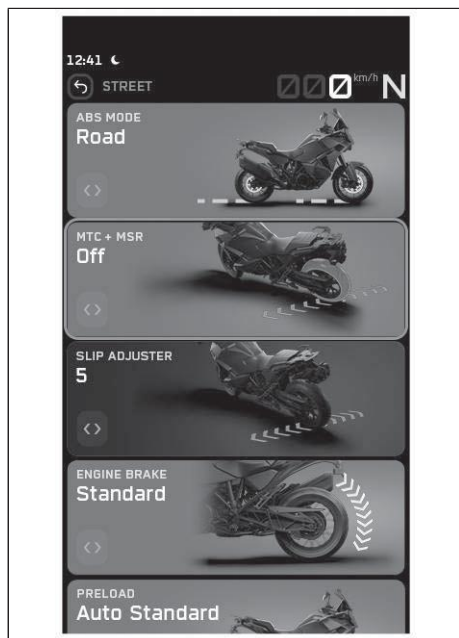 12:41
STREET
000 km/h N
ABS MODE
Road
MTC + MSR
Off
SLIP ADJUSTER
5
ENGINE BRAKE
Standard
PRELOAD
Auto Standard